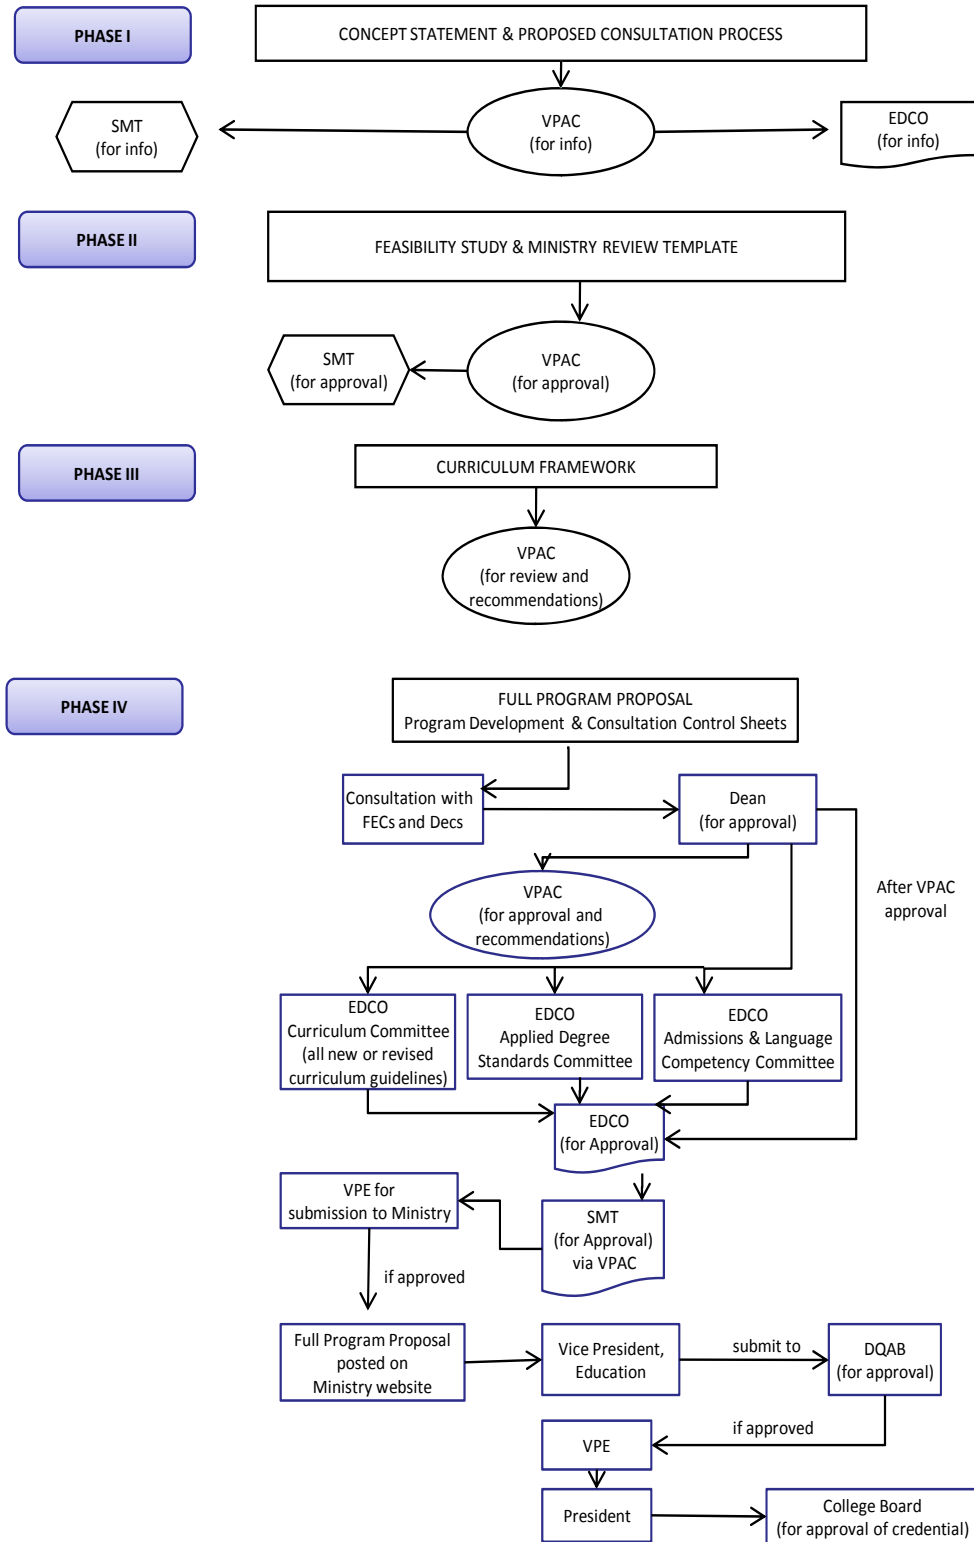 PHASE I
CONCEPT STATEMENT & PROPOSED CONSULTATION PROCESS
SMT
(for info)
VPAC
(for info)
EDCO
(for info)
PHASE II
FEASIBILITY STUDY & MINISTRY REVIEW TEMPLATE
SMT
(for approval)
VPAC
(for approval)
PHASE III
CURRICULUM FRAMEWORK
VPAC
(for review and
recommendations)
PHASE IV
FULL PROGRAM PROPOSAL
Program Development & Consultation Control Sheets
Consultation with
FECs and Decs
Dean
(for approval)
VPAC
(for approval and
recommendations)
After VPAC
approval
EDCO
Curriculum Committee
(all new or revised
curriculum guidelines)
EDCO
Applied Degree
Standards Committee
EDCO
Admissions & Language
Competency Committee
EDCO
(for Approval)
VPE for
submission to Ministry
SMT
(for Approval)
via VPAC
if approved
Full Program Proposal
posted on
Ministry website
Vice President,
Education
submit to
DQAB
(for approval)
if approved
VPE
President
College Board
(for approval of credential)